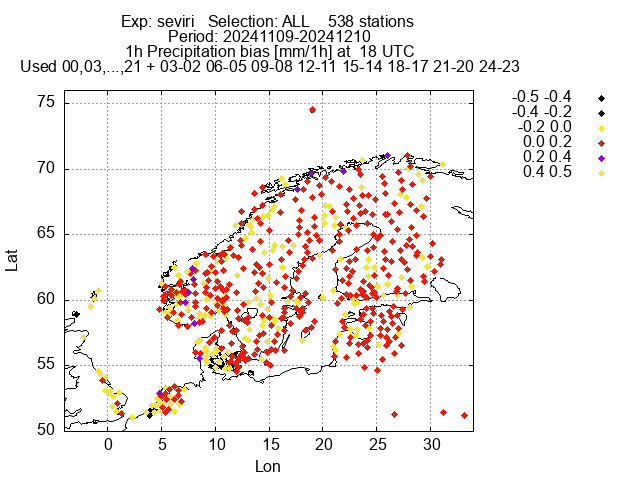 Exp: seviri Selection: ALL 538 stations
Period: 20241109-20241210
1h Precipitation bias [mm/1h] at 18 UTC
Used 00,03,...,21 + 03-02 06-05 09-08 12-11 15-14 18-17 21-20 24-23
-0.5 -0.4
-0.4 -0.2
-0.2 0.0
0.0 0.2
0.2 0.4
0.4 0.5
75
70
65
60
55
50
Lat
0 5 10 15 20 25 30
Lon